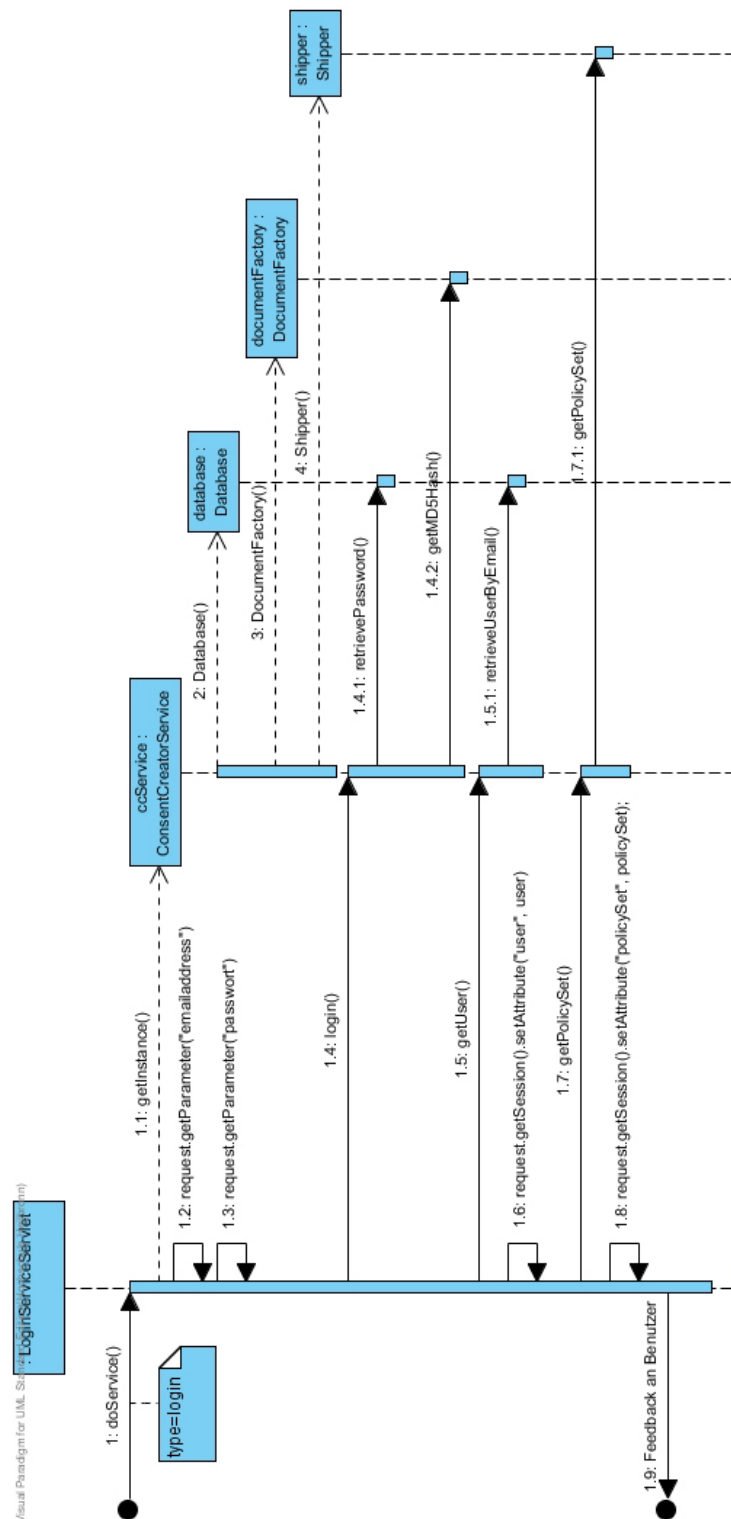 Visual Paradigm for UML Standard
: LoginServiceServlet
1: doService()
type=login
1.1: getInstance()
ccService :
ConsentCreatorService
1.2: request.getParameter("emailaddress")
1.3: request.getParameter("passwort")
2: Database()
database :
Database
3: DocumentFactory()
documentFactory :
DocumentFactory
4: Shipper()
shipper :
Shipper
1.4: login()
1.4.1: retrievePassword()
1.4.2: getMD5Hash()
1.5: getUser()
1.5.1: retrieveUserByEmail()
1.6: request.getSession().setAttribute("user", user)
1.7: getPolicySet()
1.7.1: getPolicySet()
1.8: request.getSession().setAttribute("policySet", policySet);
1.9: Feedback an Benutzer